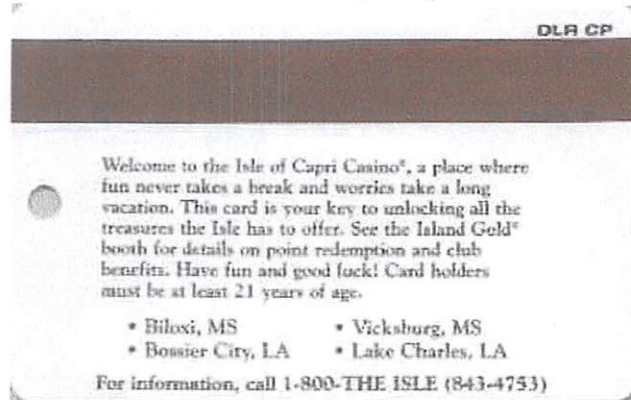 DLR CP
Welcome to the Isle of Capri Casino®, a place where
fun never takes a break and worries take a long
vacation. This card is your key to unlocking all the
treasures the Isle has to offer. See the Island Gold®
booth for details on point redemption and club
benefits. Have fun and good luck! Card holders
must be at least 21 years of age.
• Biloxi, MS • Vicksburg, MS
• Bossier City, LA • Lake Charles, LA
For information, call 1-800-THE ISLE (843-4753)